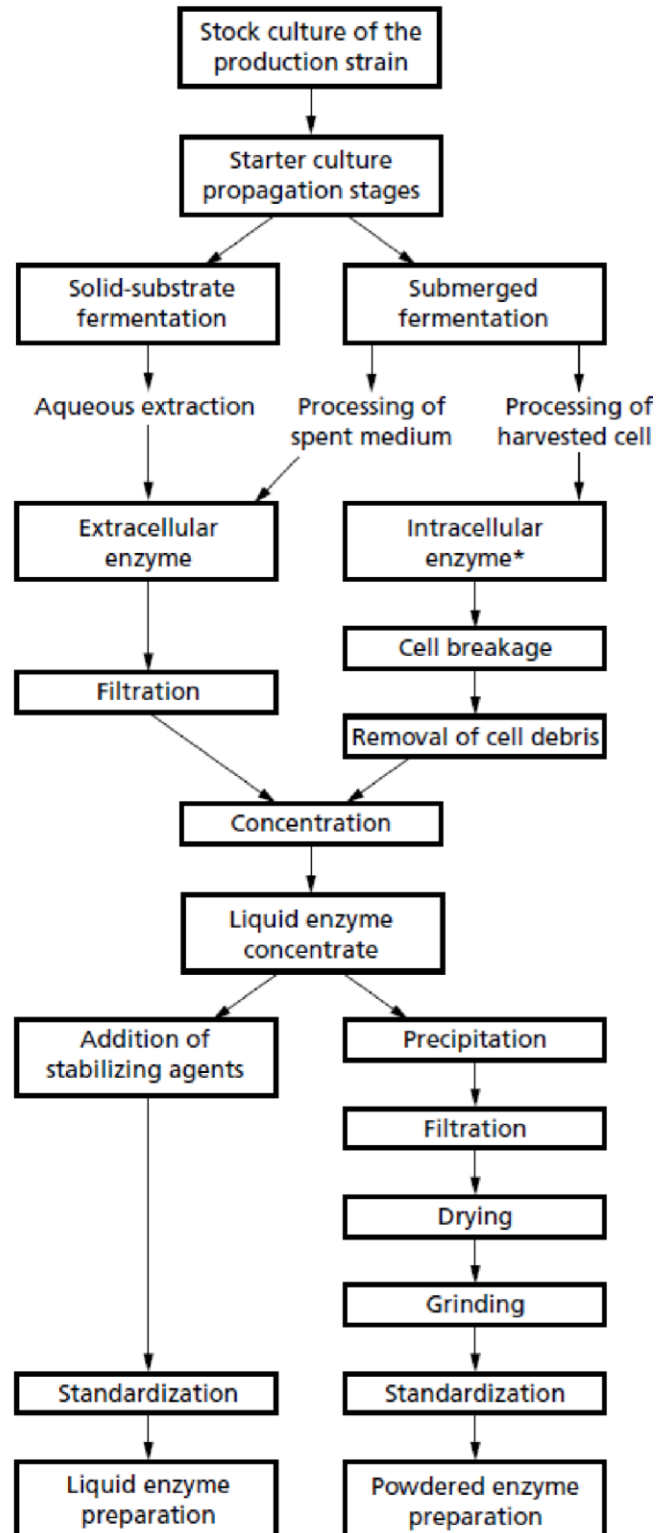 Stock culture of the
production strain
Starter culture
propagation stages
Solid-substrate
fermentation
Submerged
fermentation
Aqueous extraction
Processing of
spent medium
Processing of
harvested cell
Extracellular
enzyme
Intracellular
enzyme*
Cell breakage
Filtration
Removal of cell debris
Concentration
Liquid enzyme
concentrate
Addition of
stabilizing agents
Precipitation
Filtration
Drying
Grinding
Standardization
Standardization
Liquid enzyme
preparation
Powdered enzyme
preparation